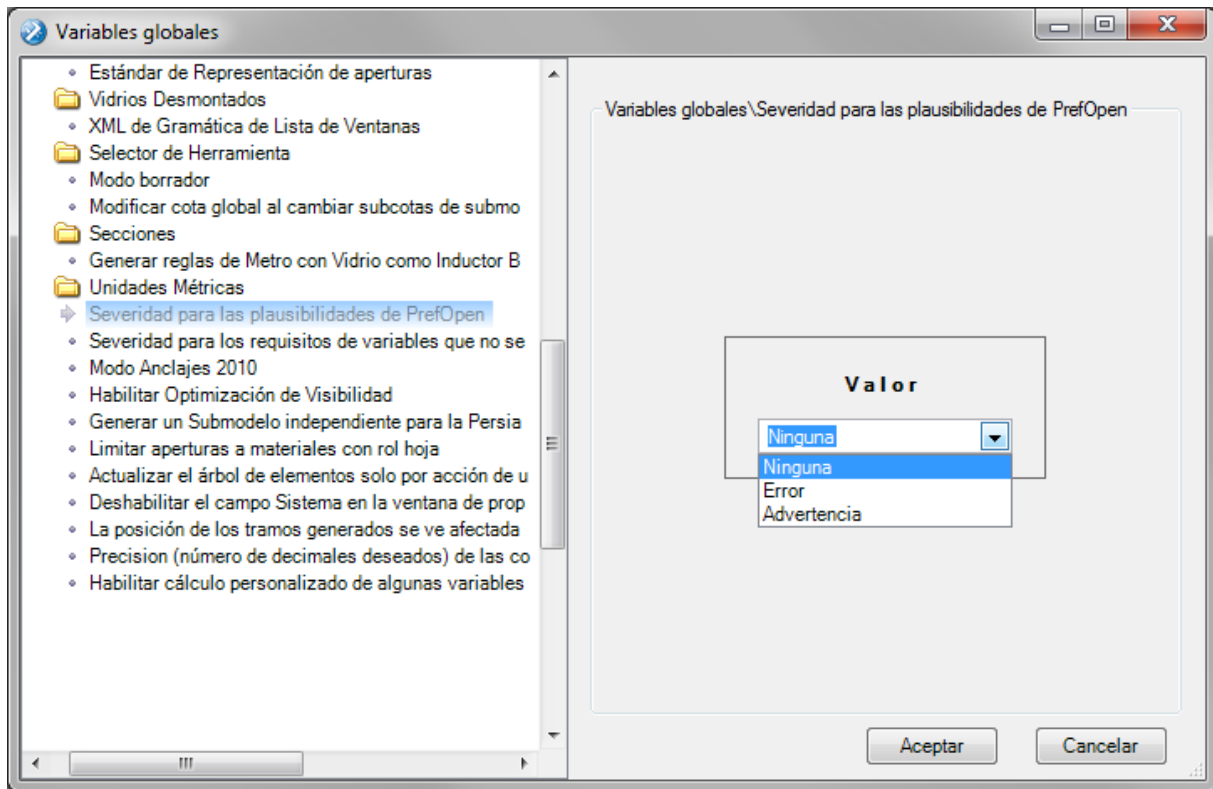 Variables globales
Estándar de Representación de aperturas
Vidrios Desmontados
XML de Gramática de Lista de Ventanas
Selector de Herramienta
Modo borrador
Modificar cota global al cambiar subcotas de submo
Secciones
Generar reglas de Metro con Vidrio como Inductor B
Unidades Métricas
Severidad para las plausibilidades de PrefOpen
Severidad para los requisitos de variables que no se
Modo Anclajes 2010
Habilitar Optimización de Visibilidad
Generar un Submodelo independiente para la Persia
Limitar aperturas a materiales con rol hoja
Actualizar el árbol de elementos solo por acción de u
Deshabilitar el campo Sistema en la ventana de prop
La posición de los tramos generados se ve afectada
Precision (número de decimales deseados) de las co
Habilitar cálculo personalizado de algunas variables
Variables globales\Severidad para las plausibilidades de PrefOpen
Valor
Ninguna
Ninguna
Error
Advertencia
Aceptar
Cancelar